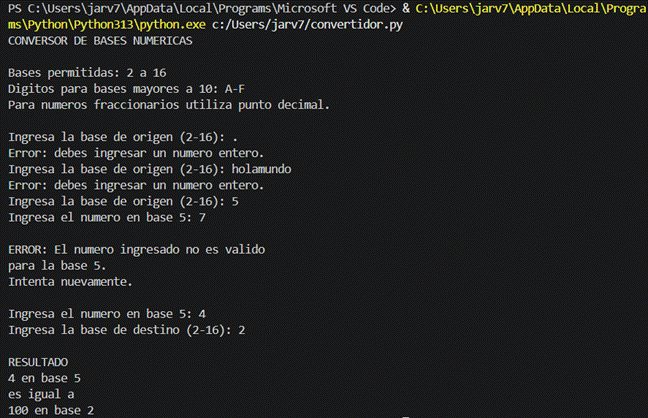 PS C:\Users\jarv7\AppData\Local\Programs\Microsoft VS Code> & C:\Users\jarv7\AppData\Local\Progra
ms\Python\Python313\python.exe c:/Users/jarv7/convertidor.py
CONVERSOR DE BASES NUMERICAS
Bases permitidas: 2 a 16
Digitos para bases mayores a 10: A-F
Para numeros fraccionarios utiliza punto decimal.
Ingresa la base de origen (2-16): .
Error: debes ingresar un numero entero.
Ingresa la base de origen (2-16): holamundo
Error: debes ingresar un numero entero.
Ingresa la base de origen (2-16): 5
Ingresa el numero en base 5: 7
ERROR: El numero ingresado no es valido
para la base 5.
Intenta nuevamente.
Ingresa el numero en base 5: 4
Ingresa la base de destino (2-16): 2
RESULTADO
4 en base 5
es igual a
100 en base 2